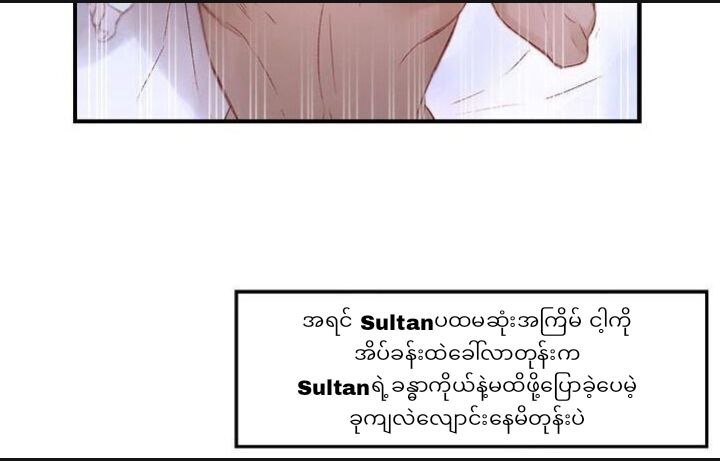 အရင် Sultanပထမဆုံးအကြိမ် ငါ့ကို
အိပ်ခန်းထဲခေါ်လာတုန်းက
Sultanရဲ့ ခန္ဓာကိုယ်နဲ့မထိဖို့ပြောခဲ့ပေမဲ့
ခုကျလဲလျောင်းနေမိတုန်းပဲ